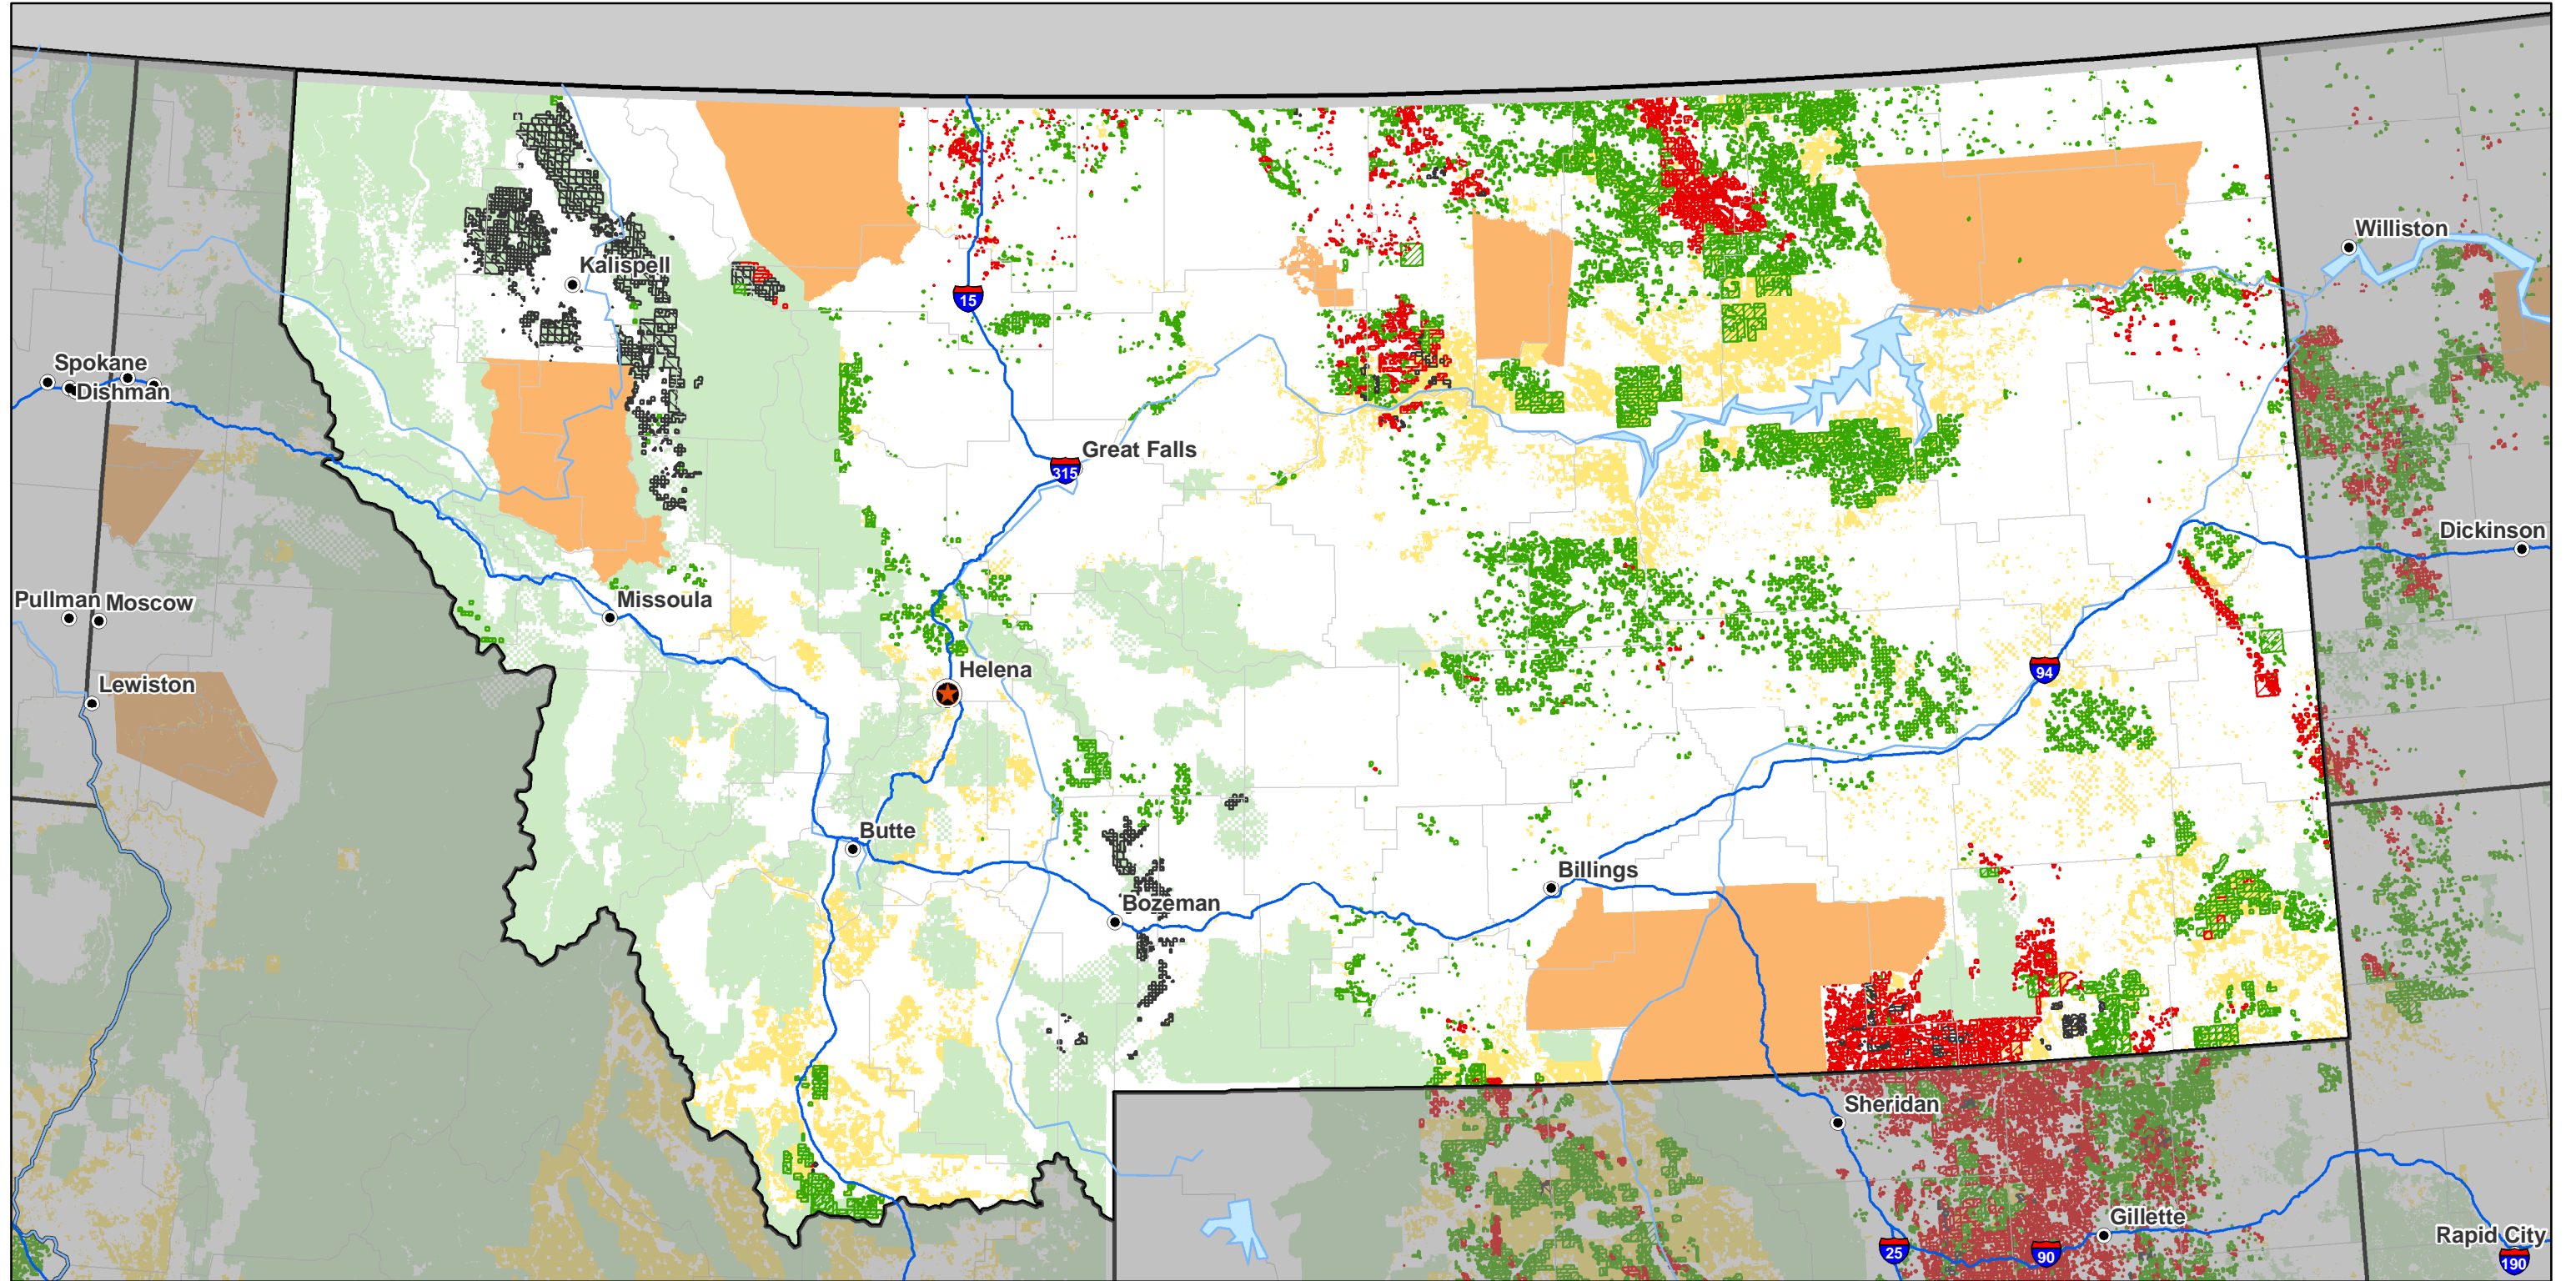 Williston
Kalispell
15
Spokane
Dishman
Great Falls
315
Dickinson
Pullman
Moscow
Missoula
Helena
94
Lewiston
Butte
Billings
Bozeman
Sheridan
Gillette
Rapid City
25
90
190